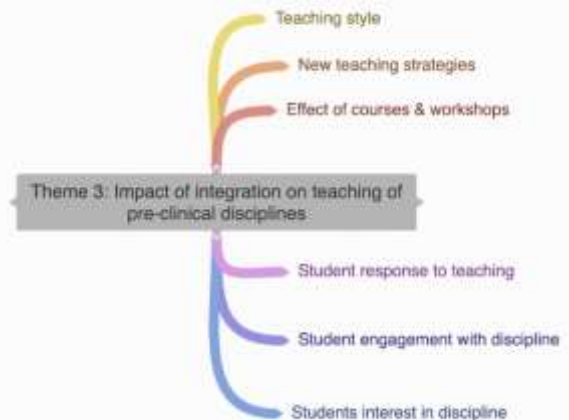 Teaching style
New teaching strategies
Effect of courses & workshops
Theme 3: Impact of integration on teaching of
pre-clinical disciplines
Student response to teaching
Student engagement with discipline
Students interest in discipline